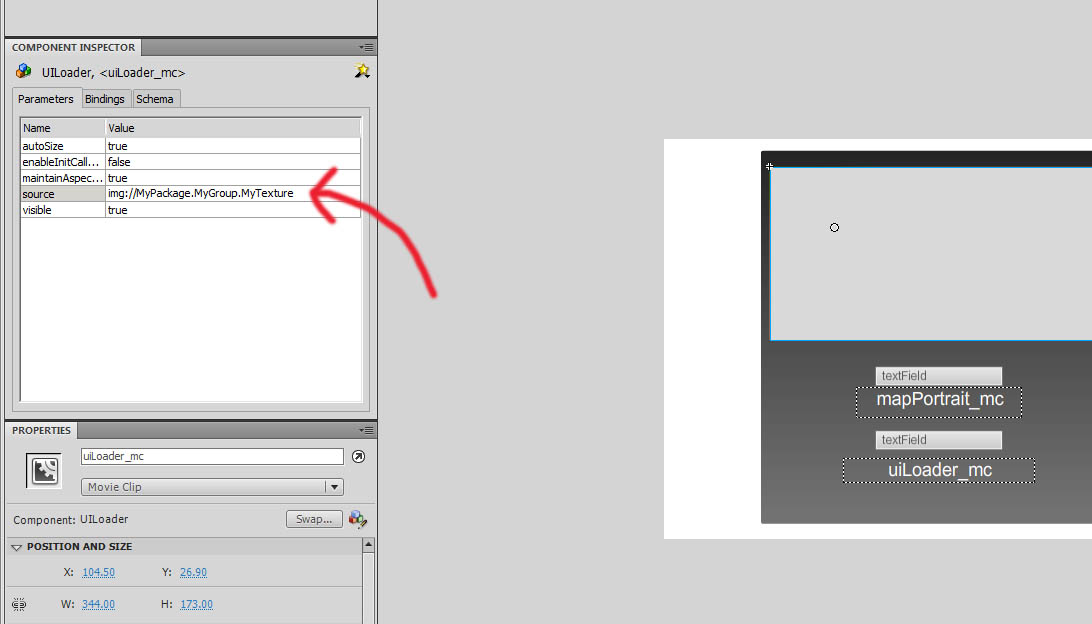 COMPONENT INSPECTOR
UILoader, <uiLoader_mc>
Parameters Bindings Schema
Name Value
autoSize true
enableInitCall... false
maintainAspec... true
source img://MyPackage.MyGroup.MyTexture
visible true
PROPERTIES
uiLoader_mc
Movie Clip
Component: UILoader Swap...
POSITION AND SIZE
X: 104.50 Y: 26.90
W: 344.00 H: 173.00
textField
mapPortrait_mc
textField
uiLoader_mc